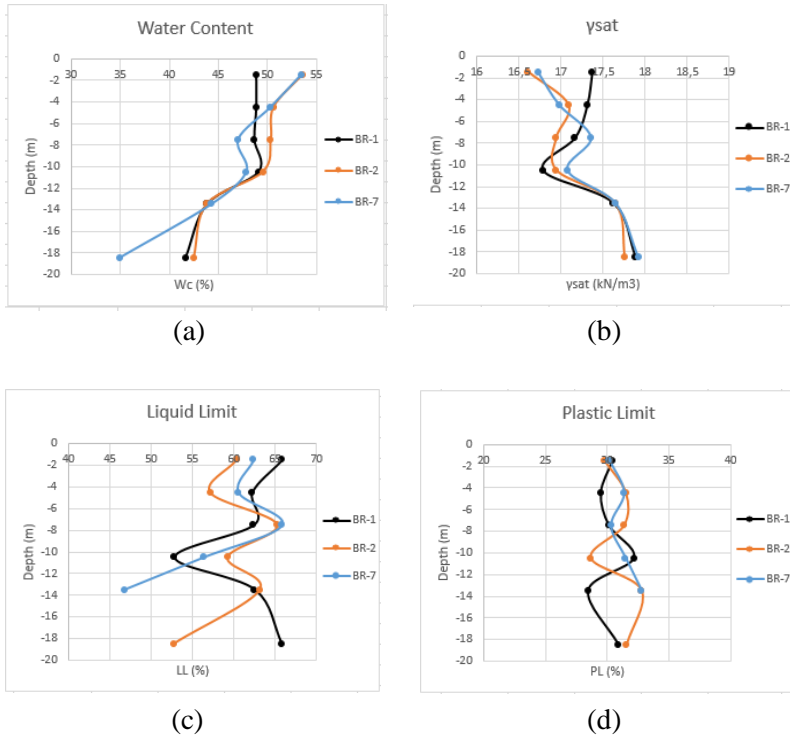 Water Content
30 35 40 45 50 55
0
-2
-4
-6
-8
-10
-12
-14
-16
-18
-20
Depth (m)
Wc (%)
BR-1
BR-2
BR-7
(a)
γsat
16 16,5 17 17,5 18 18,5 19
0
-2
-4
-6
-8
-10
-12
-14
-16
-18
-20
Depth (m)
γsat (kN/m3)
BR-1
BR-2
BR-7
(b)
Liquid Limit
40 45 50 55 60 65 70
0
-2
-4
-6
-8
-10
-12
-14
-16
-18
-20
Depth (m)
LL (%)
BR-1
BR-2
BR-7
(c)
Plastic Limit
20 25 30 35 40
0
-2
-4
-6
-8
-10
-12
-14
-16
-18
-20
Depth (m)
PL (%)
BR-1
BR-2
BR-7
(d)